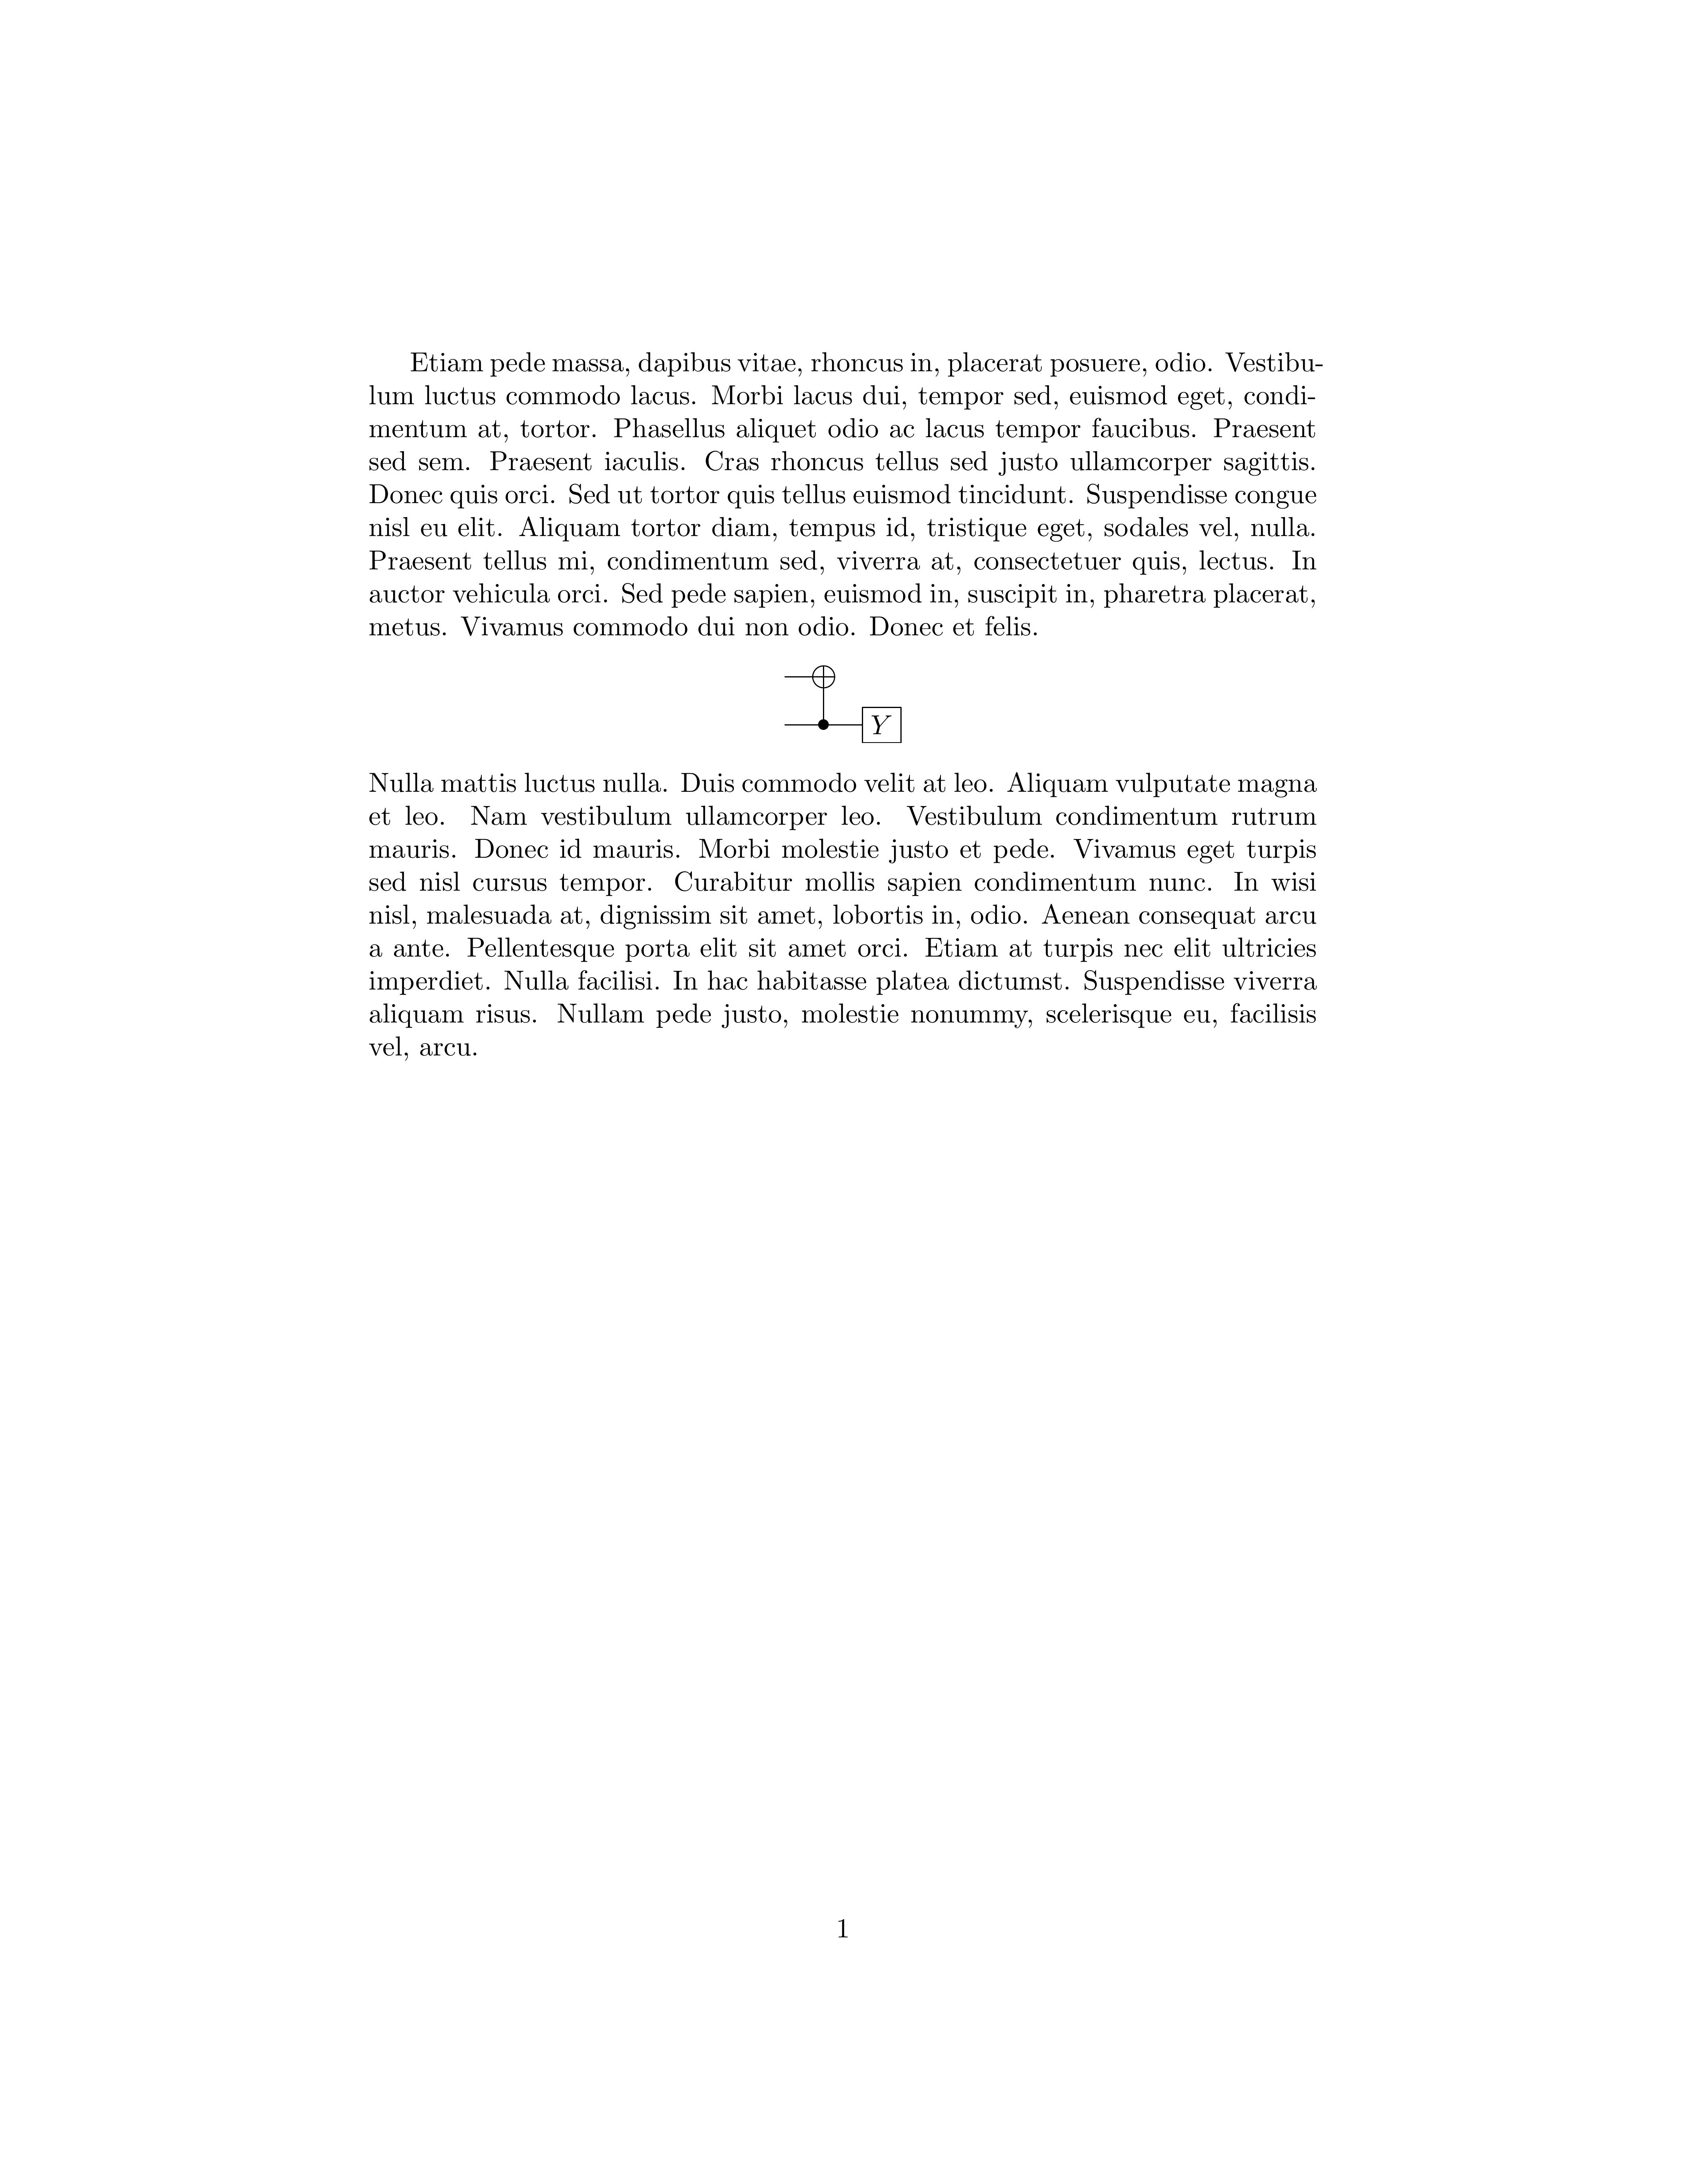 Etiam pede massa, dapibus vitae, rhoncus in, placerat posuere, odio. Vestibu-
lum luctus commodo lacus. Morbi lacus dui, tempor sed, euismod eget, condi-
mentum at, tortor. Phasellus aliquet odio ac lacus tempor faucibus. Praesent
sed sem. Praesent iaculis. Cras rhoncus tellus sed justo ullamcorper sagittis.
Donec quis orci. Sed ut tortor quis tellus euismod tincidunt. Suspendisse congue
nisl eu elit. Aliquam tortor diam, tempus id, tristique eget, sodales vel, nulla.
Praesent tellus mi, condimentum sed, viverra at, consectetuer quis, lectus. In
auctor vehicula orci. Sed pede sapien, euismod in, suscipit in, pharetra placerat,
metus. Vivamus commodo dui non odio. Donec et felis.
Y
Nulla mattis luctus nulla. Duis commodo velit at leo. Aliquam vulputate magna
et leo. Nam vestibulum ullamcorper leo. Vestibulum condimentum rutrum
mauris. Donec id mauris. Morbi molestie justo et pede. Vivamus eget turpis
sed nisl cursus tempor. Curabitur mollis sapien condimentum nunc. In wisi
nisl, malesuada at, dignissim sit amet, lobortis in, odio. Aenean consequat arcu
a ante. Pellentesque porta elit sit amet orci. Etiam at turpis nec elit ultricies
imperdiet. Nulla facilisi. In hac habitasse platea dictumst. Suspendisse viverra
aliquam risus. Nullam pede justo, molestie nonummy, scelerisque eu, facilisis
vel, arcu.
1